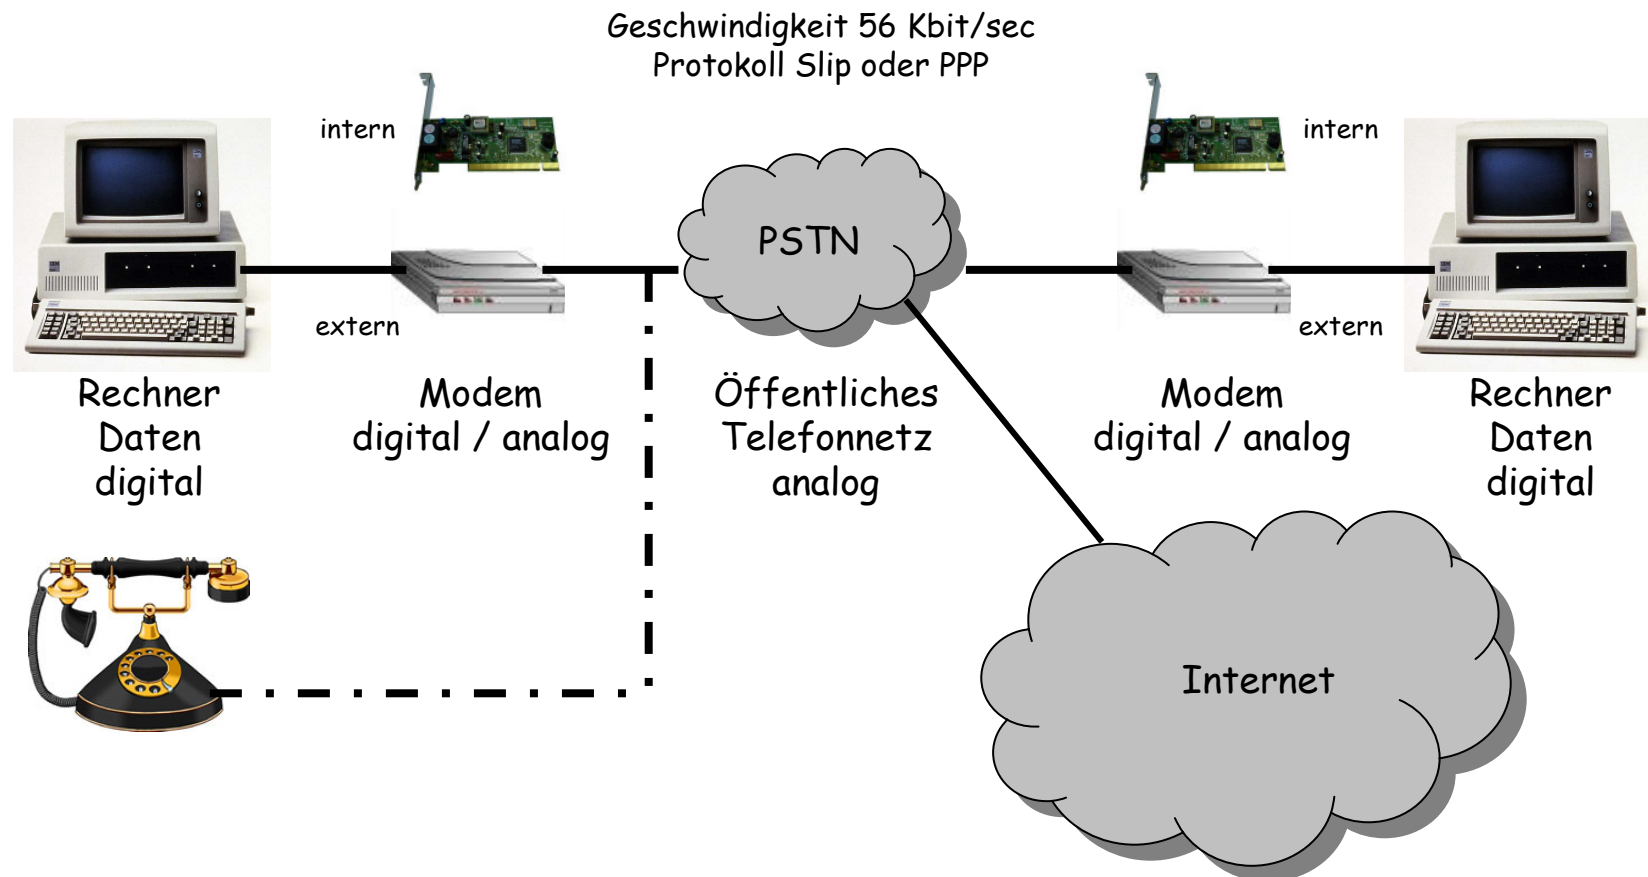 Geschwindigkeit 56 Kbit/sec
Protokoll Slip oder PPP
intern
intern
PSTN
extern
extern
Rechner
Daten
digital
Modem
digital / analog
Öffentliches
Telefonnetz
analog
Modem
digital / analog
Rechner
Daten
digital
Internet